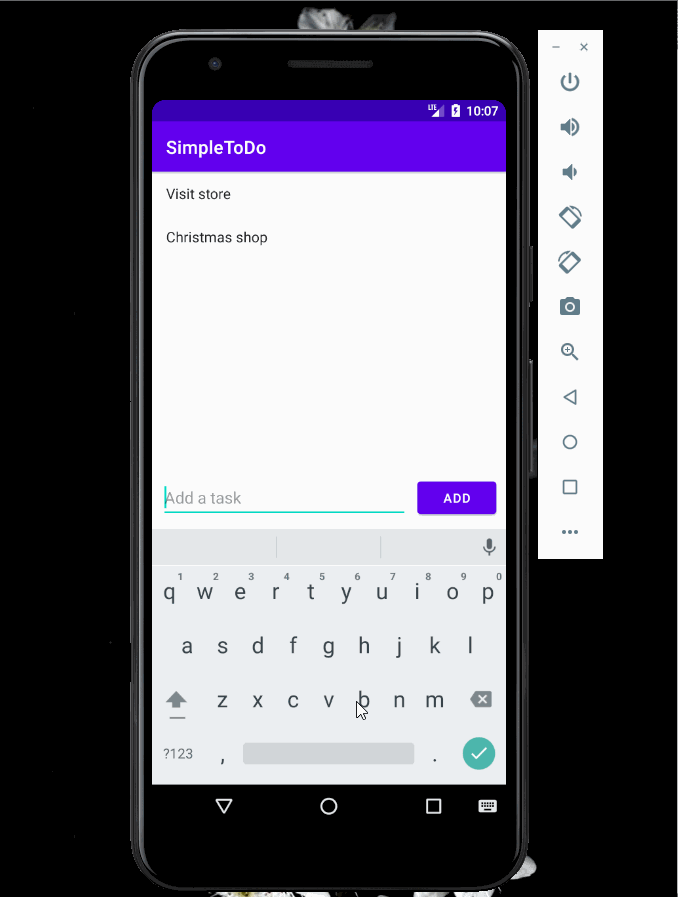 LTE 10:07
SimpleToDo
Visit store
Christmas shop
Add a task ADD
1 2 3 4 5 6 7 8 9 0
q w e r t y u i o p
a s d f g h j k l
z x c v b n m
?123 , .